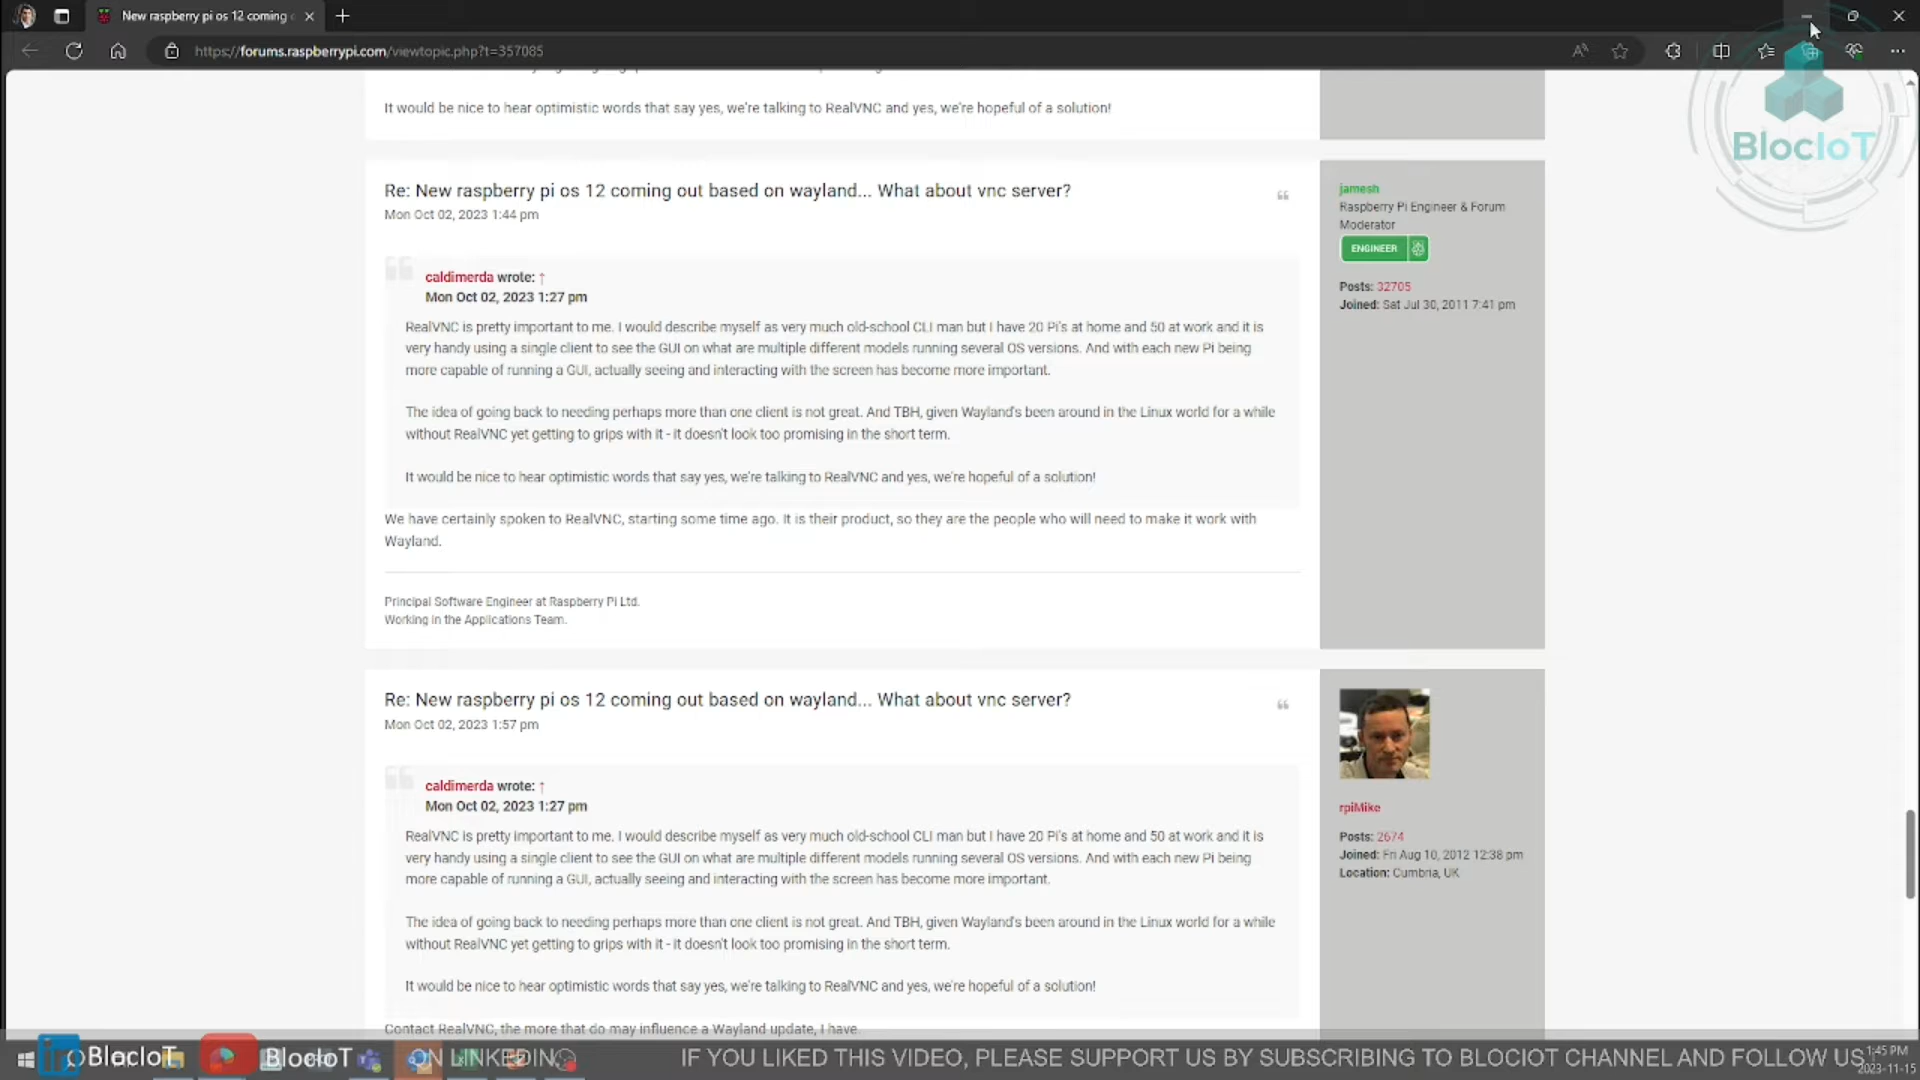 New raspberry pi os 12 coming
https://forums.raspberrypi.com/viewtopic.php?t=357085
BlocIoT
It would be nice to hear optimistic words that say yes, we're talking to RealVNC and yes, we're hopeful of a solution!
Re: New raspberry pi os 12 coming out based on wayland... What about vnc server?
Mon Oct 02, 2023 1:44 pm
jamesh
Raspberry Pi Engineer & Forum
Moderator
ENGINEER
Posts: 32705
Joined: Sat Jul 30, 2011 7:41 pm
caldimerda wrote: ↑
Mon Oct 02, 2023 1:27 pm
RealVNC is pretty important to me. I would describe myself as very much old-school CLI man but I have 20 Pi's at home and 50 at work and it is
very handy using a single client to see the GUI on what are multiple different models running several OS versions. And with each new Pi being
more capable of running a GUI, actually seeing and interacting with the screen has become more important.
The idea of going back to needing perhaps more than one client is not great. And TBH, given Wayland's been around in the Linux world for a while
without RealVNC yet getting to grips with it - it doesn't look too promising in the short term.
It would be nice to hear optimistic words that say yes, we're talking to RealVNC and yes, we're hopeful of a solution!
We have certainly spoken to RealVNC, starting some time ago. It is their product, so they are the people who will need to make it work with
Wayland.
Principal Software Engineer at Raspberry Pi Ltd.
Working in the Applications Team.
Re: New raspberry pi os 12 coming out based on wayland... What about vnc server?
Mon Oct 02, 2023 1:57 pm
rpiMike
Posts: 2674
Joined: Fri Aug 10, 2012 12:38 pm
Location: Cumbria, UK
caldimerda wrote: ↑
Mon Oct 02, 2023 1:27 pm
RealVNC is pretty important to me. I would describe myself as very much old-school CLI man but I have 20 Pi's at home and 50 at work and it is
very handy using a single client to see the GUI on what are multiple different models running several OS versions. And with each new Pi being
more capable of running a GUI, actually seeing and interacting with the screen has become more important.
The idea of going back to needing perhaps more than one client is not great. And TBH, given Wayland's been around in the Linux world for a while
without RealVNC yet getting to grips with it - it doesn't look too promising in the short term.
It would be nice to hear optimistic words that say yes, we're talking to RealVNC and yes, we're hopeful of a solution!
Contact RealVNC, the more that do may influence a Wayland update, I have.
in BlocIoT BlocIoT ON LINKEDIN IF YOU LIKED THIS VIDEO, PLEASE SUPPORT US BY SUBSCRIBING TO BLOCIOT CHANNEL AND FOLLOW US
1:45 PM
2023-11-15